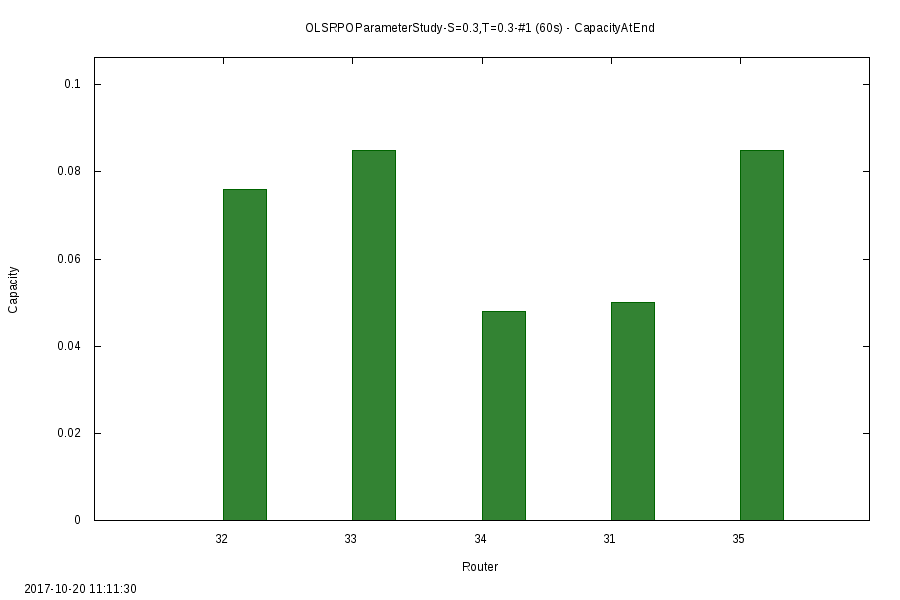 OLSRPOParameterStudy-S=0.3,T=0.3-#1 (60s) - CapacityAtEnd
0.1
0.08
0.06
0.04
0.02
0
Capacity
32 33 34 31 35
Router
2017-10-20 11:11:30